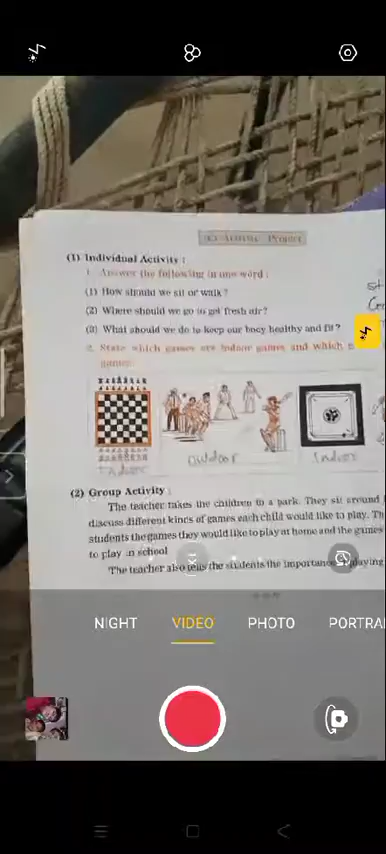 Activity Project
(1) Individual Activity :
1. Answer the following in one word :
(1) How should we sit or walk?
(2) Where should we go to get fresh air?
(3) What should we do to keep our body healthy and fit?
2. State which games are indoor games and which
games.
Indoor
outdoor
Indoor
(2) Group Activity :
The teacher takes the children to a park. They sit around
discuss different kinds of games each child would like to play. Th
students the games they would like to play at home and the games
to play in school
The teacher also tells the students the importance playing
NIGHT
VIDEO
PHOTO
PORTRAI